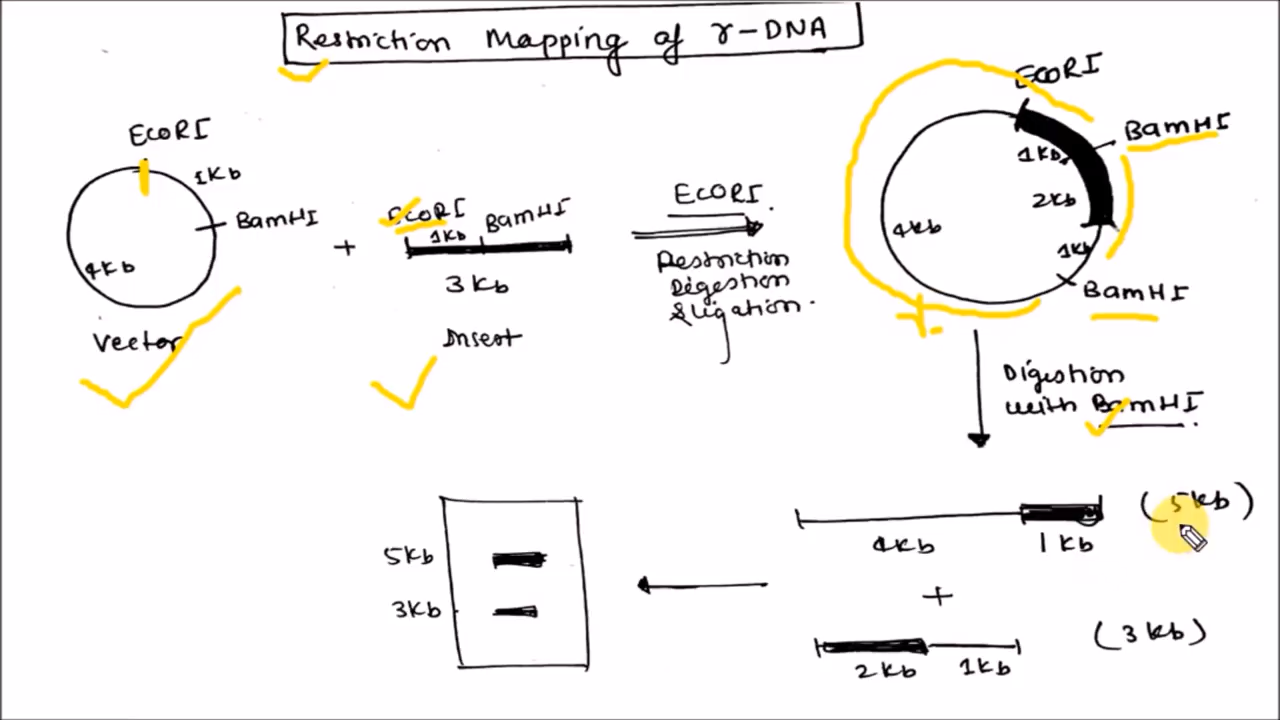 Restriction Mapping of r-DNA
EcoRI
1Kb
BamHI
4Kb
Vector
+
EcoRI BamHI
1Kb
3Kb
Insert
EcoRI.
Restriction
Digestion
& ligation.
EcoRI
BamHI
1Kb
2Kb
4Kb
1Kb
BamHI
Digestion
with BamHI.
4Kb 1Kb (5Kb)
+
2Kb 1Kb (3Kb)
5Kb
3Kb